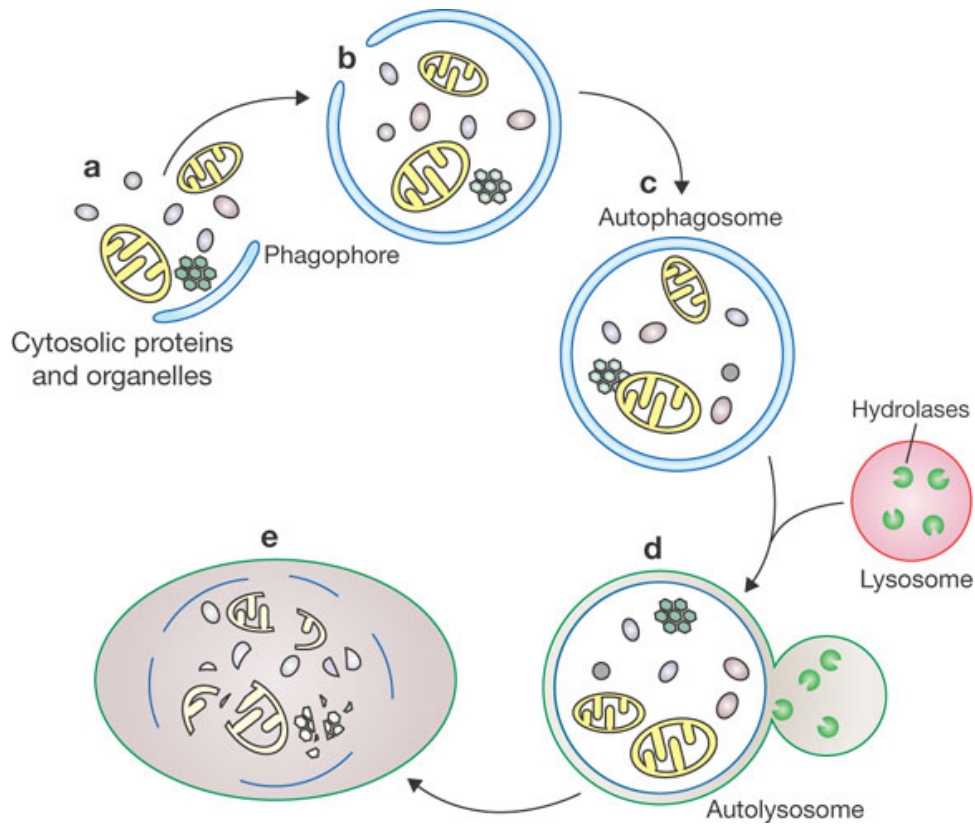 a
b
c
Autophagosome
Phagophore
Cytosolic proteins
and organelles
Hydrolases
Lysosome
d
Autolysosome
e